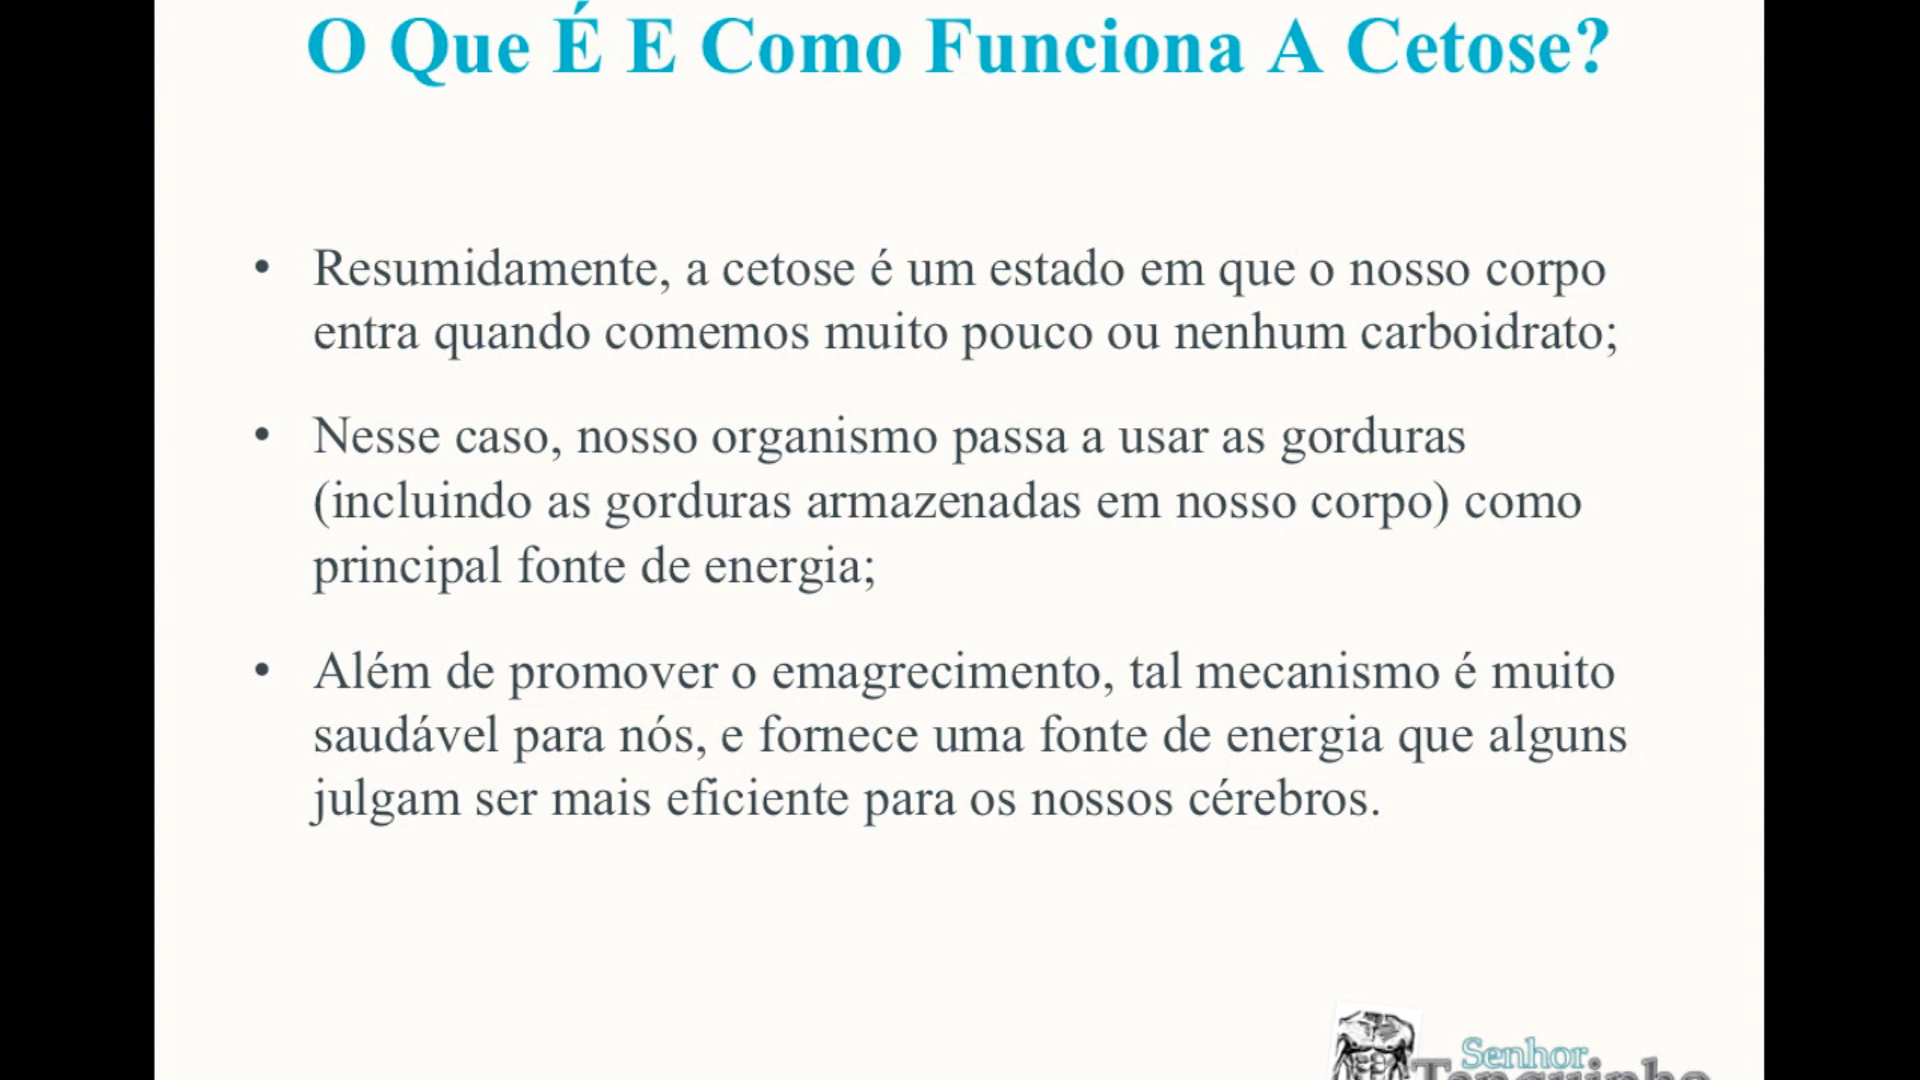 O Que É E Como Funciona A Cetose?
• Resumidamente, a cetose é um estado em que o nosso corpo
entra quando comemos muito pouco ou nenhum carboidrato;
• Nesse caso, nosso organismo passa a usar as gorduras
(incluindo as gorduras armazenadas em nosso corpo) como
principal fonte de energia;
• Além de promover o emagrecimento, tal mecanismo é muito
saudável para nós, e fornece uma fonte de energia que alguns
julgam ser mais eficiente para os nossos cérebros.
Senhor
Tanquinho